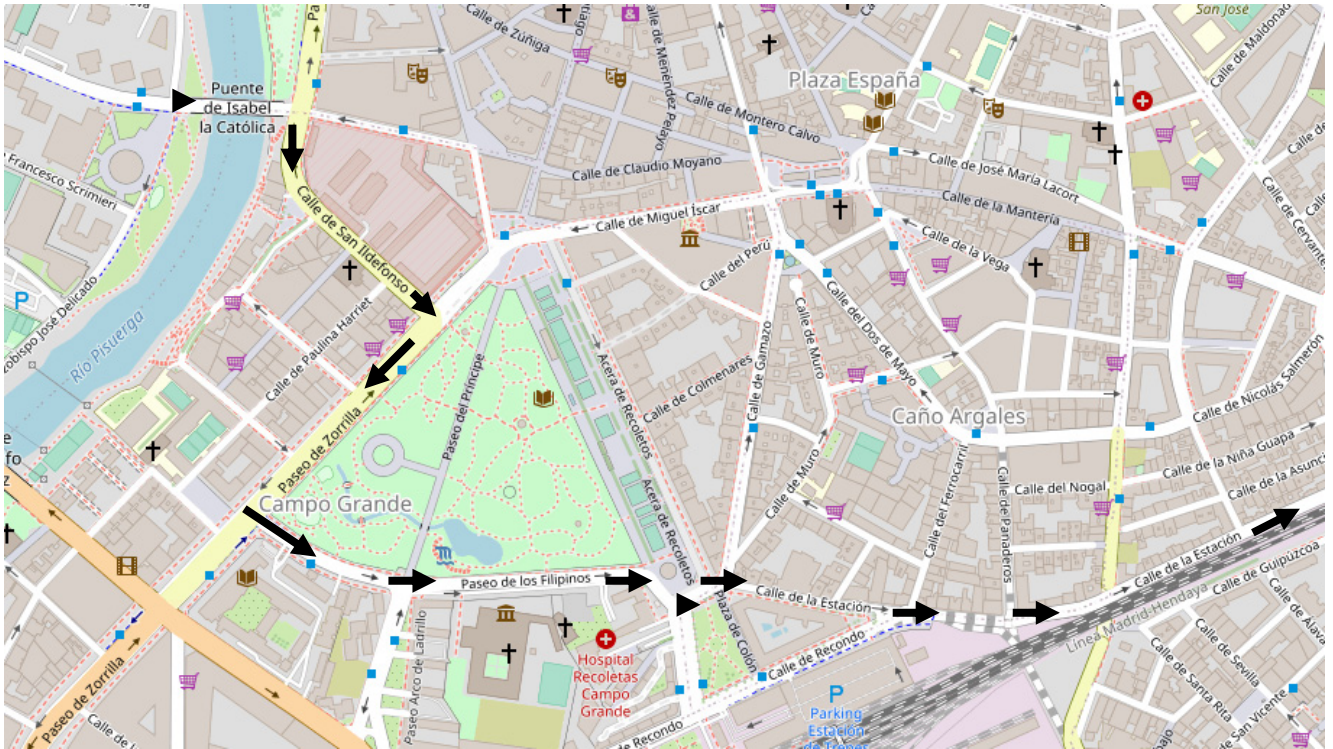 San José
Calle de Maldonad
Calle de Zúñiga
Calle de Menéndez Pelayo
Plaza España
Puente
de Isabel
la Católica
Calle de Montero Calvo
Calle de Claudio Moyano
Calle de José María Lacort
Francesco Scrimieri
Calle de San Ildefonso
Calle de Miguel Íscar
Calle de la Mantería
Calle de Cervantes
Calle de la Vega
Calle del Perú
obispo José Delicado
P
Río Pisuerga
Calle de Paulina Harriet
Calle de Muro
Calle del Dos de Mayo
Calle de Gamazo
Paseo del Príncipe
Acera de Recoletos
Calle de Colmenares
Caño Argales
Calle de Nicolás Salmerón
Paseo de Zorrilla
Calle de la Niña Guapa
Calle de la Asunci
Calle de Muro
Calle del Nogal
Campo Grande
Acera de Recoletos
Calle del Ferrocarril
Calle de Panaderos
Calle de la Estación
Paseo de los Filipinos
Calle de Guipúzcoa
Calle de la Estación
Plaza de Colón
Calle de Álava
Línea Madrid-Hendaya
Paseo Arco de Ladrillo
Calle de Recondo
Hospital
Recoletas
Campo
Grande
Calle de Sevilla
Calle de Santa Rita
de San Vicente
Paseo de Zorrilla
P
Parking
Estación
de Trenes
e de Recondo